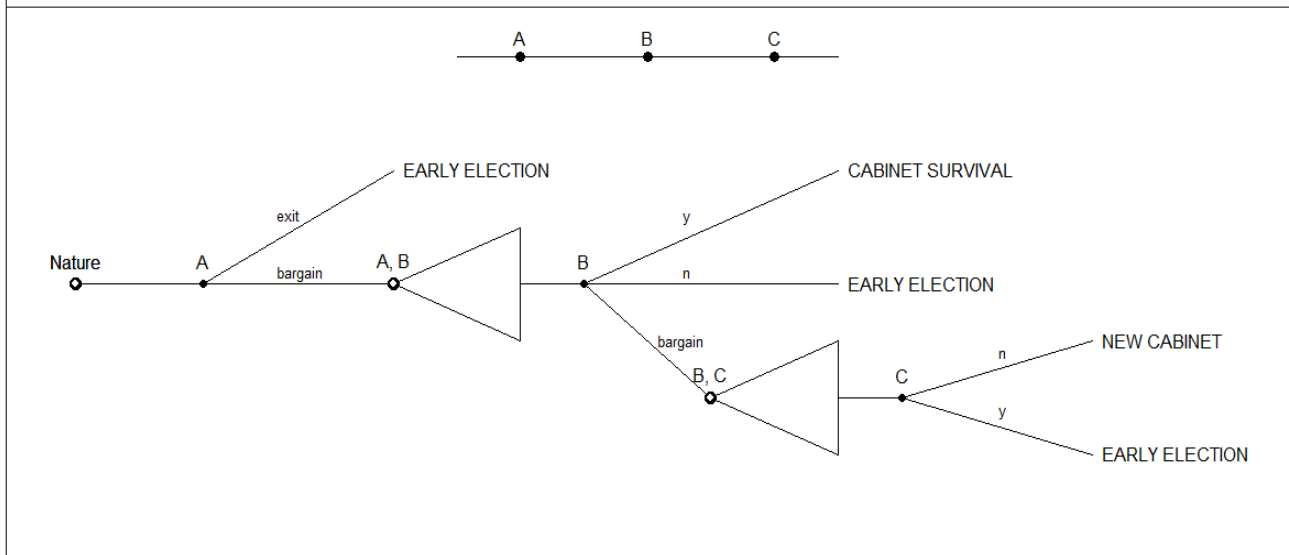 A B C
EARLY ELECTION
CABINET SURVIVAL
exit
y
Nature A bargain A, B B n EARLY ELECTION
bargain
B, C C n NEW CABINET
y
EARLY ELECTION